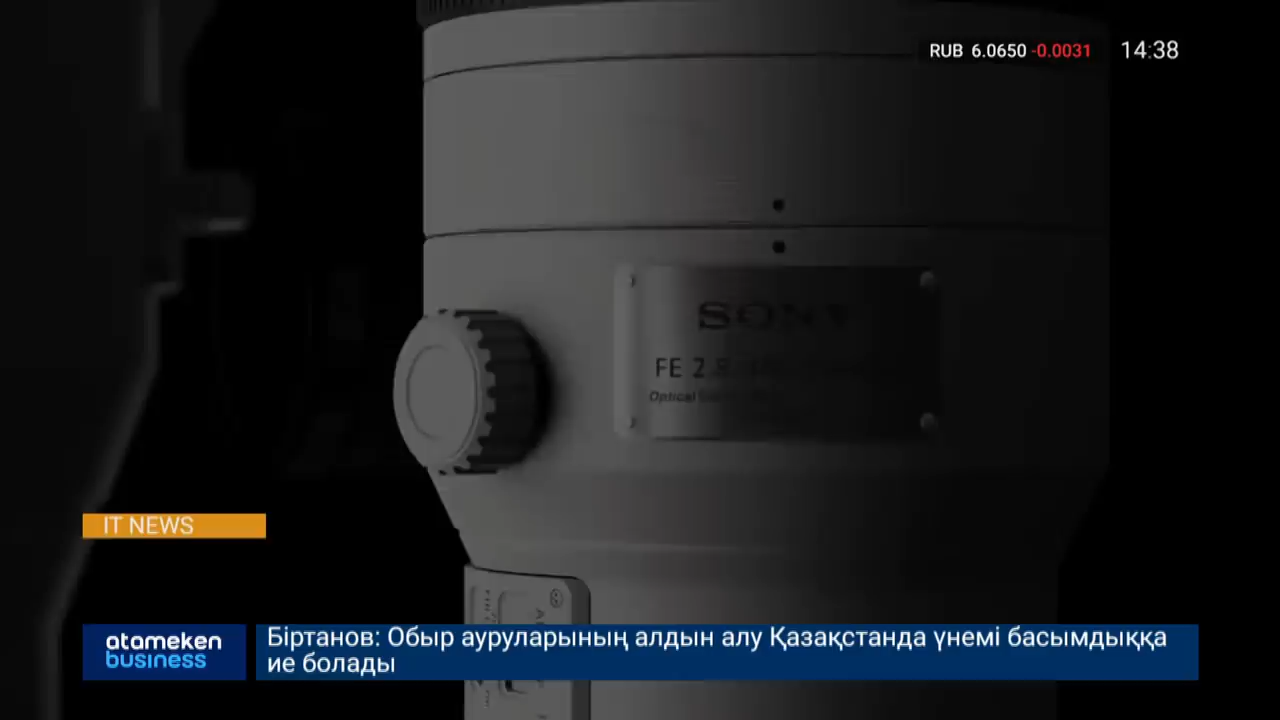 RUB 6.0650 -0.0031 14:38
SONY
FE 2.8
Optical
IT NEWS
atameken
business
Біртанов: Обыр ауруларының алдын алу Қазақстанда үнемі басымдыққа
ие болады